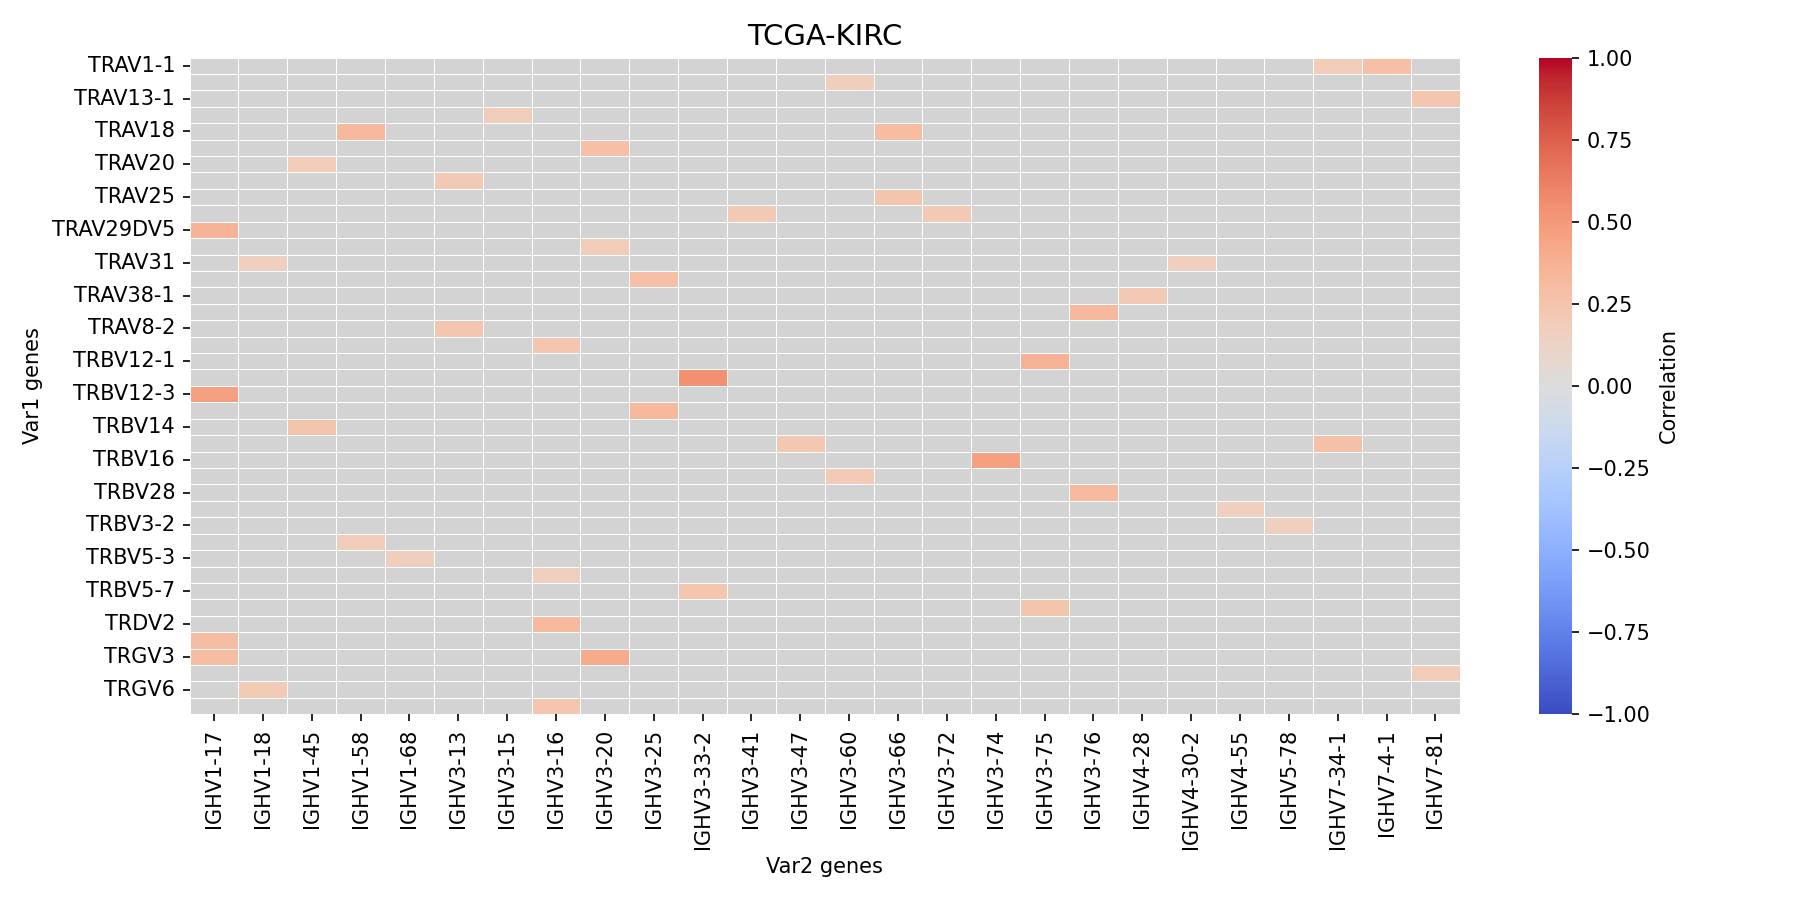 TCGA-KIRC
Var1 genes
TRAV1-1
TRAV13-1
TRAV18
TRAV20
TRAV25
TRAV29DV5
TRAV31
TRAV38-1
TRAV8-2
TRBV12-1
TRBV12-3
TRBV14
TRBV16
TRBV28
TRBV3-2
TRBV5-3
TRBV5-7
TRDV2
TRGV3
TRGV6
IGHV1-17
IGHV1-18
IGHV1-45
IGHV1-58
IGHV1-68
IGHV3-13
IGHV3-15
IGHV3-16
IGHV3-20
IGHV3-25
IGHV3-33-2
IGHV3-41
IGHV3-47
IGHV3-60
IGHV3-66
IGHV3-72
IGHV3-74
IGHV3-75
IGHV3-76
IGHV4-28
IGHV4-30-2
IGHV4-55
IGHV5-78
IGHV7-34-1
IGHV7-4-1
IGHV7-81
Var2 genes
1.00
0.75
0.50
0.25
0.00
−0.25
−0.50
−0.75
−1.00
Correlation